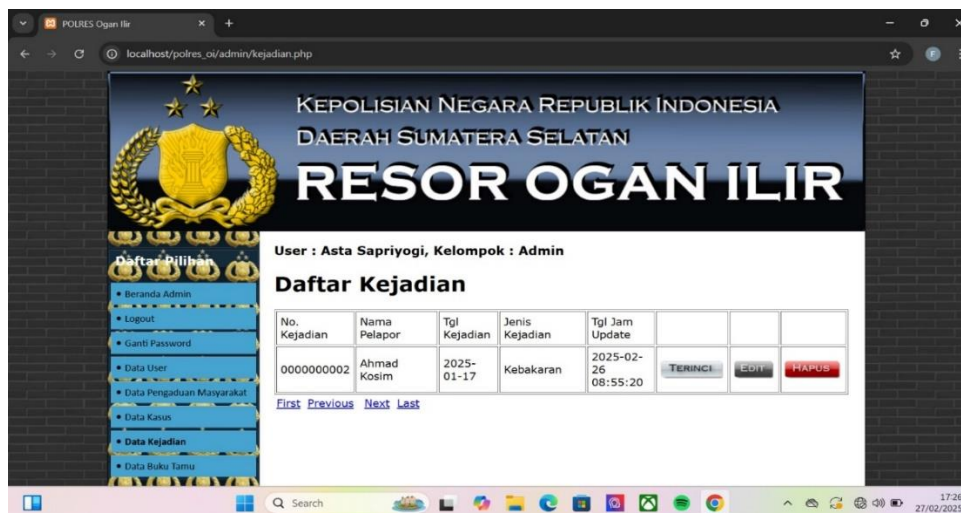 POLRES Ogan Ilir
localhost/polres_oi/admin/kejadian.php
F
KEPOLISIAN NEGARA REPUBLIK INDONESIA
DAERAH SUMATERA SELATAN
RESOR OGAN ILIR
Daftar Pilihan
• Beranda Admin
• Logout
• Ganti Password
• Data User
• Data Pengaduan Masyarakat
• Data Kasus
• Data Kejadian
• Data Buku Tamu
User : Asta Sapriyogi, Kelompok : Admin
Daftar Kejadian
No. Kejadian Nama Pelapor Tgl Kejadian Jenis Kejadian Tgl Jam Update
0000000002 Ahmad Kosim 2025-01-17 Kebakaran 2025-02-26 08:55:20 TERINCI EDIT HAPUS
First Previous Next Last
Search
17:26
27/02/2025